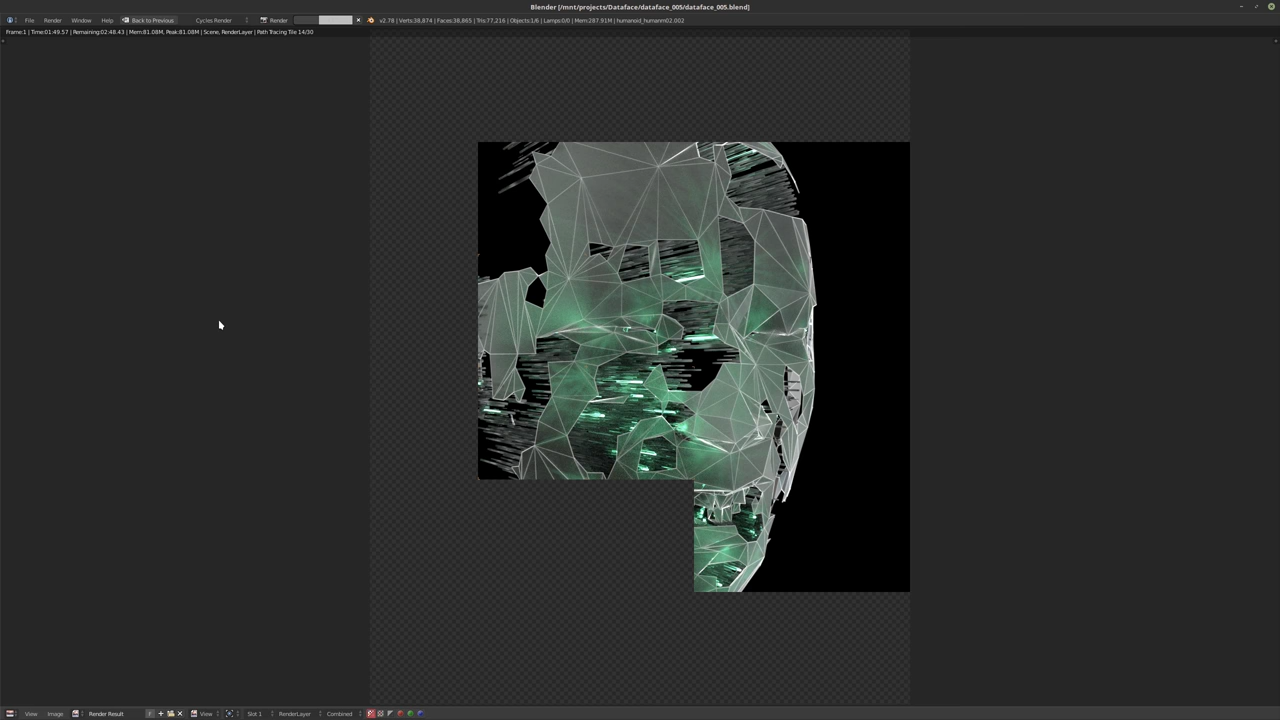 Blender [/mnt/projects/Dataface/dataface_005/dataface_005.blend]
File Render Window Help Back to Previous Cycles Render Render v2.78 | Verts:38,874 | Faces:38,865 | Tris:77,216 | Objects:1/6 | Lamps:0/0 | Mem:287.91M | humanoid_humanm02.002
Frame:1 | Time:01:49.57 | Remaining:02:48.43 | Mem:81.08M, Peak:81.08M | Scene, RenderLayer | Path Tracing Tile 14/30
View Image Render Result View Slot 1 RenderLayer Combined